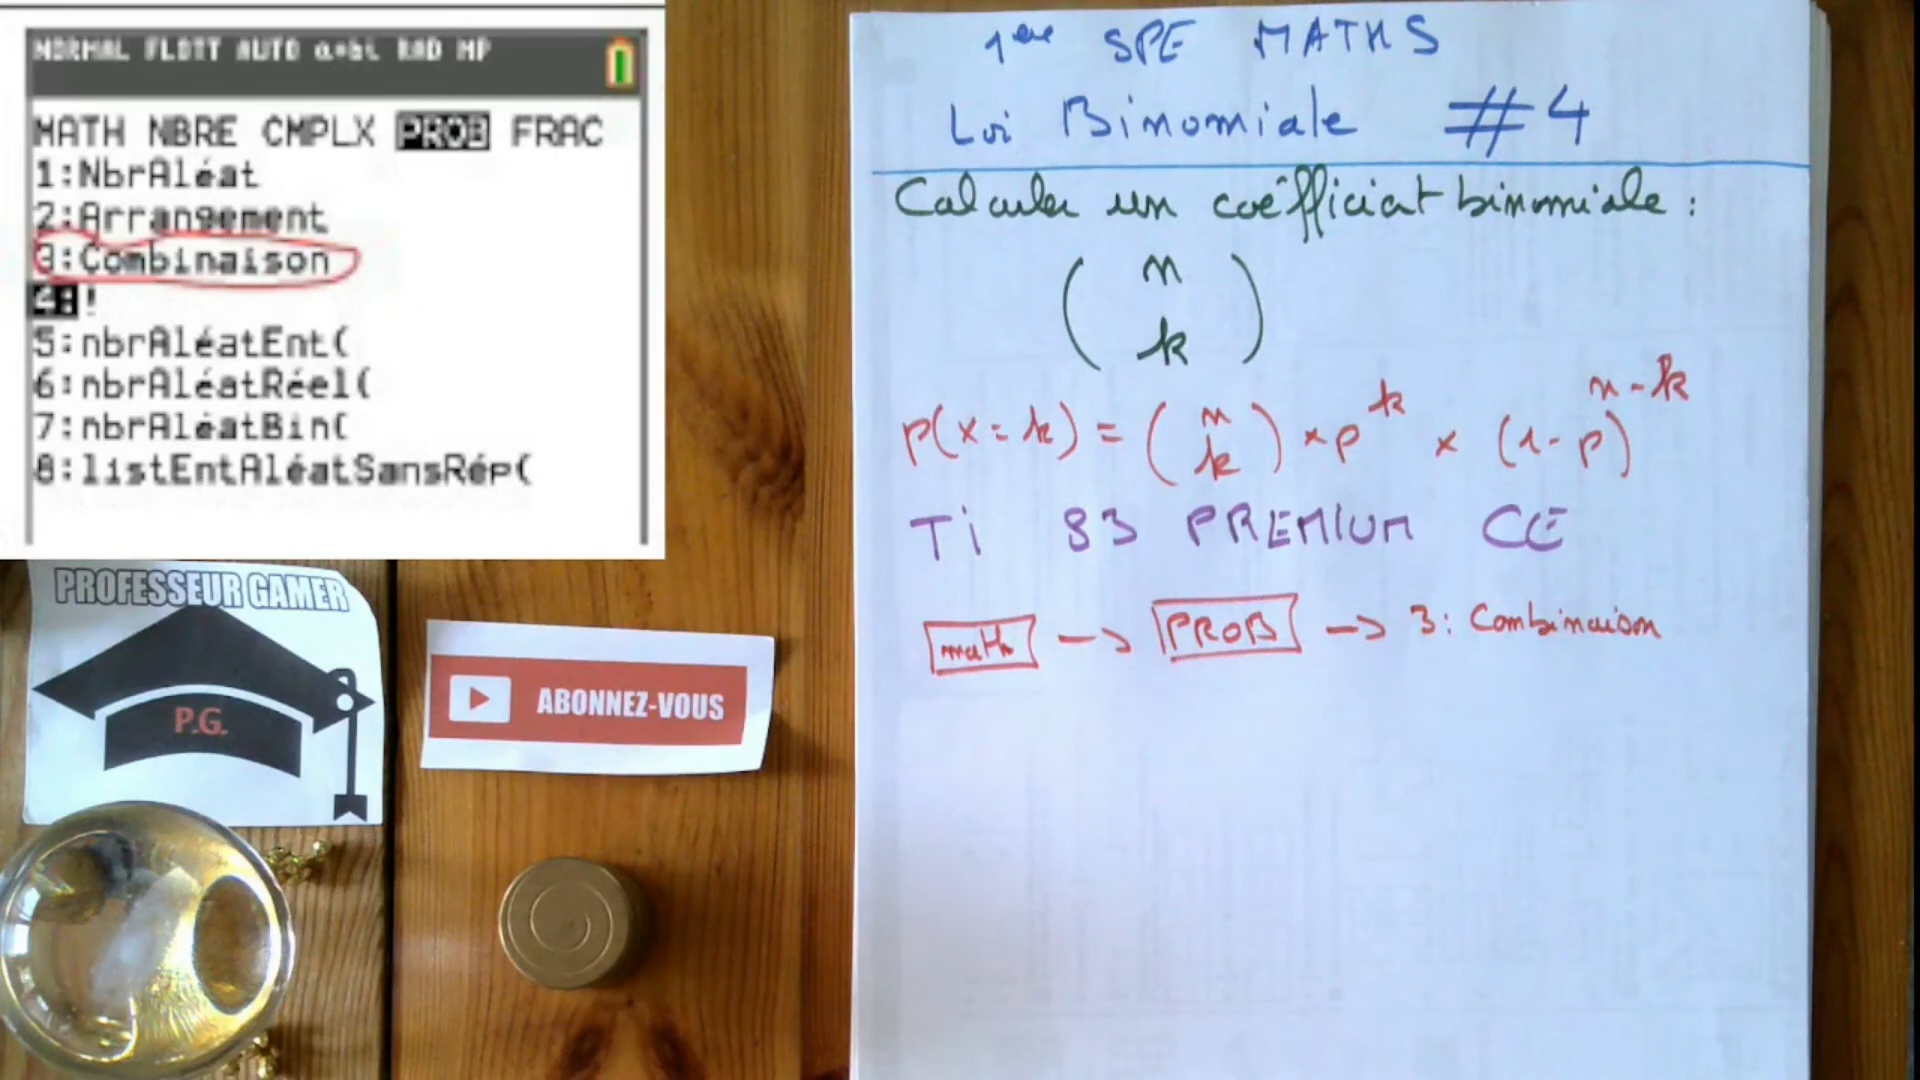 NORMAL FLOTT AUTO a+bi RAD MP
MATH NBRE CMPLX PROB FRAC
1:NbrAléat
2:Arrangement
3:Combinaison
4:!
5:nbrAléatEnt(
6:nbrAléatRéel(
7:nbrAléatBin(
8:listEntAléatSansRép(
PROFESSEUR GAMER
P.G.
ABONNEZ-VOUS
1ere SPE MATHS
Loi Binomiale #4
Calculer un coêfficient binomiale :
( n
k )
p(x=k) = ( n k ) × p^k × (1-p)^n-k
Ti 83 PREMIUM CE
math -> PROB -> 3: Combinaison